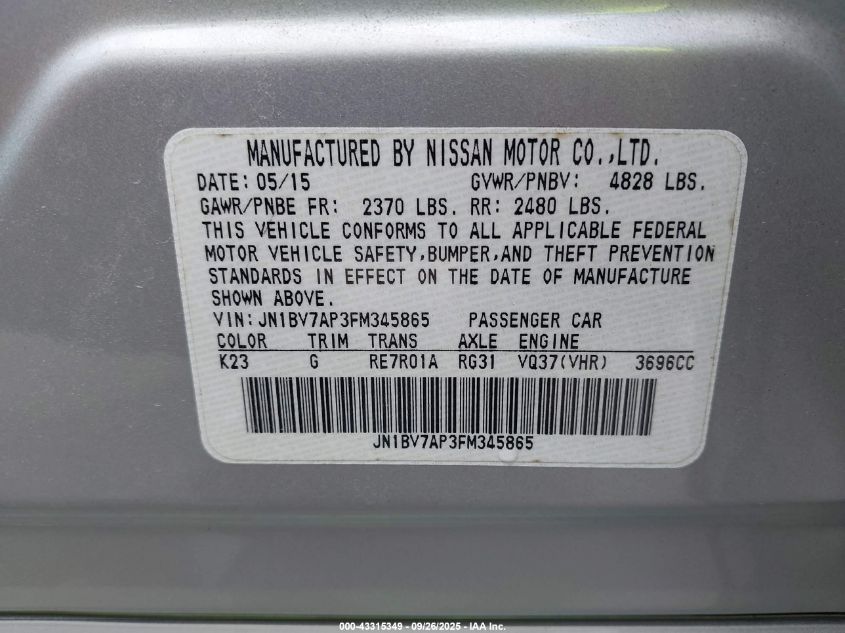 MANUFACTURED BY NISSAN MOTOR CO.,LTD.
DATE: 05/15 GVWR/PNBV: 4828 LBS.
GAWR/PNBE FR: 2370 LBS. RR: 2480 LBS.
THIS VEHICLE CONFORMS TO ALL APPLICABLE FEDERAL
MOTOR VEHICLE SAFETY,BUMPER,AND THEFT PREVENTION
STANDARDS IN EFFECT ON THE DATE OF MANUFACTURE
SHOWN ABOVE.
VIN: JN1BV7AP3FM345865 PASSENGER CAR
COLOR TRIM TRANS AXLE ENGINE
K23 G RE7R01A RG31 VQ37(VHR) 3696CC
JN1BV7AP3FM345865
000-43315349 - 09/26/2025 - IAA Inc.